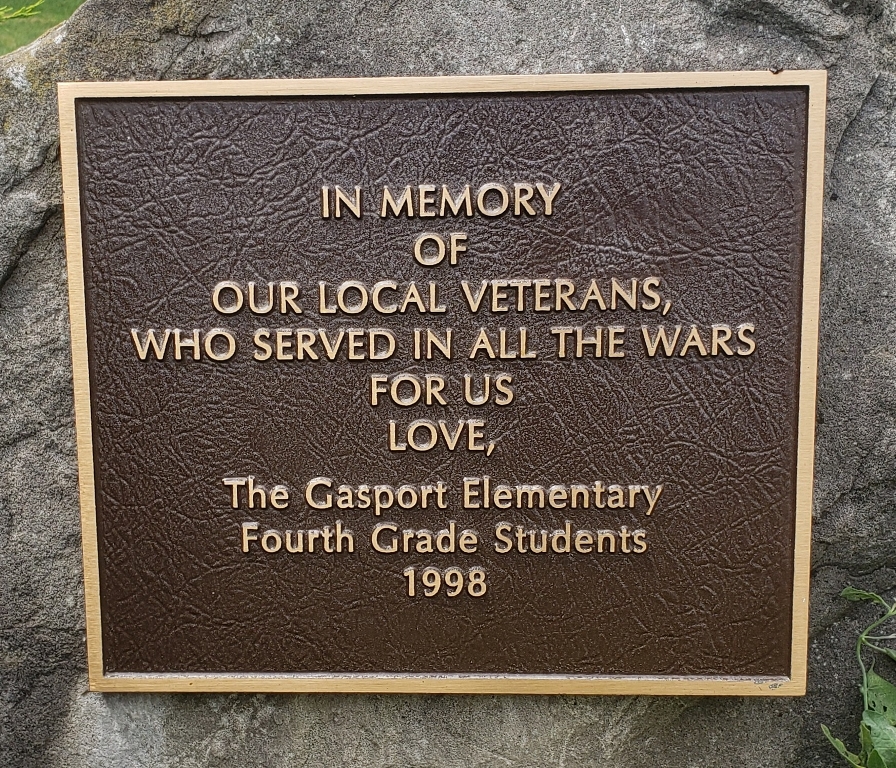 IN MEMORY
OF
OUR LOCAL VETERANS,
WHO SERVED IN ALL THE WARS
FOR US
LOVE,
The Gasport Elementary
Fourth Grade Students
1998